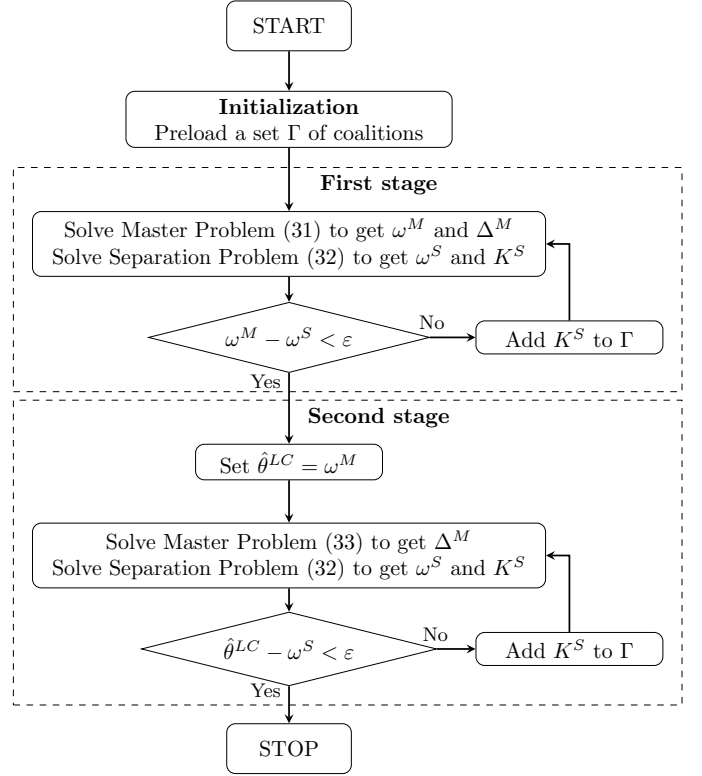 START
Initialization
Preload a set Γ of coalitions
First stage
Solve Master Problem (31) to get ω^M and Δ^M
Solve Separation Problem (32) to get ω^S and K^S
ω^M − ω^S < ε
No
Add K^S to Γ
Yes
Second stage
Set θ̂^{LC} = ω^M
Solve Master Problem (33) to get Δ^M
Solve Separation Problem (32) to get ω^S and K^S
θ̂^{LC} − ω^S < ε
No
Add K^S to Γ
Yes
STOP